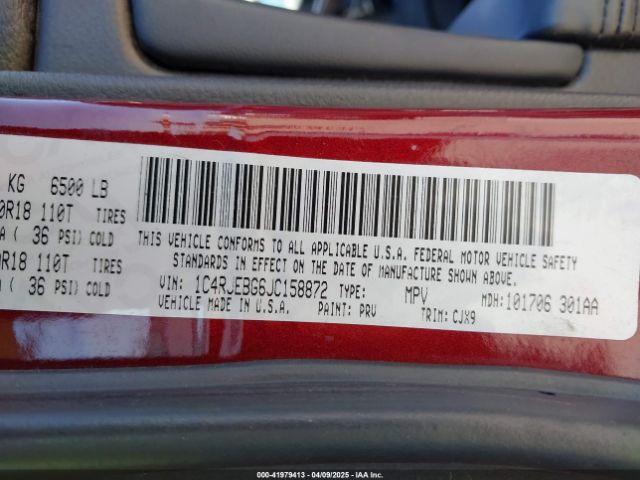 KG 6500 LB
0R18 110T TIRES
A ( 36 PSI) COLD
0R18 110T TIRES
( 36 PSI) COLD
THIS VEHICLE CONFORMS TO ALL APPLICABLE U.S.A. FEDERAL MOTOR VEHICLE SAFETY
STANDARDS IN EFFECT ON THE DATE OF MANUFACTURE SHOWN ABOVE.
VIN: 1C4RJEBG6JC158872 TYPE: MPV MDH:101706 301AA
VEHICLE MADE IN U.S.A. PAINT: PRV TRIM: CJX9
00-41979413 - 04/09/2025 - IAA Inc.